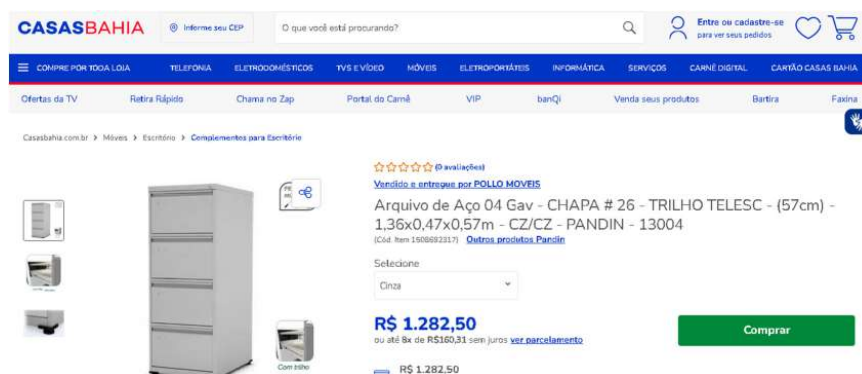 CASASBAHIA
Informe seu CEP
O que você está procurando?
Entre ou cadastre-se
para ver seus pedidos
COMPRE POR TODA LOJA TELEFONIA ELETRODOMÉSTICOS TVS E VÍDEO MÓVEIS ELETROPORTÁTEIS INFORMÁTICA SERVIÇOS CARNÊ DIGITAL CARTÃO CASAS BAHIA
Ofertas da TV Retira Rápido Chama no Zap Portal do Carnê VIP banQi Venda seus produtos Bartira Faxina
Casasbahia.com.br > Móveis > Escritório > Complementos para Escritório
(0 avaliações)
Vendido e entregue por POLLO MOVEIS
Arquivo de Aço 04 Gav - CHAPA # 26 - TRILHO TELESC - (57cm) -
1,36x0,47x0,57m - CZ/CZ - PANDIN - 13004
(Cód. Item 1508692317) Outros produtos Pandin
Selecione
Cinza
R$ 1.282,50
ou até 8x de R$160,31 sem juros ver parcelamento
Comprar
Com trilho
R$ 1.282,50